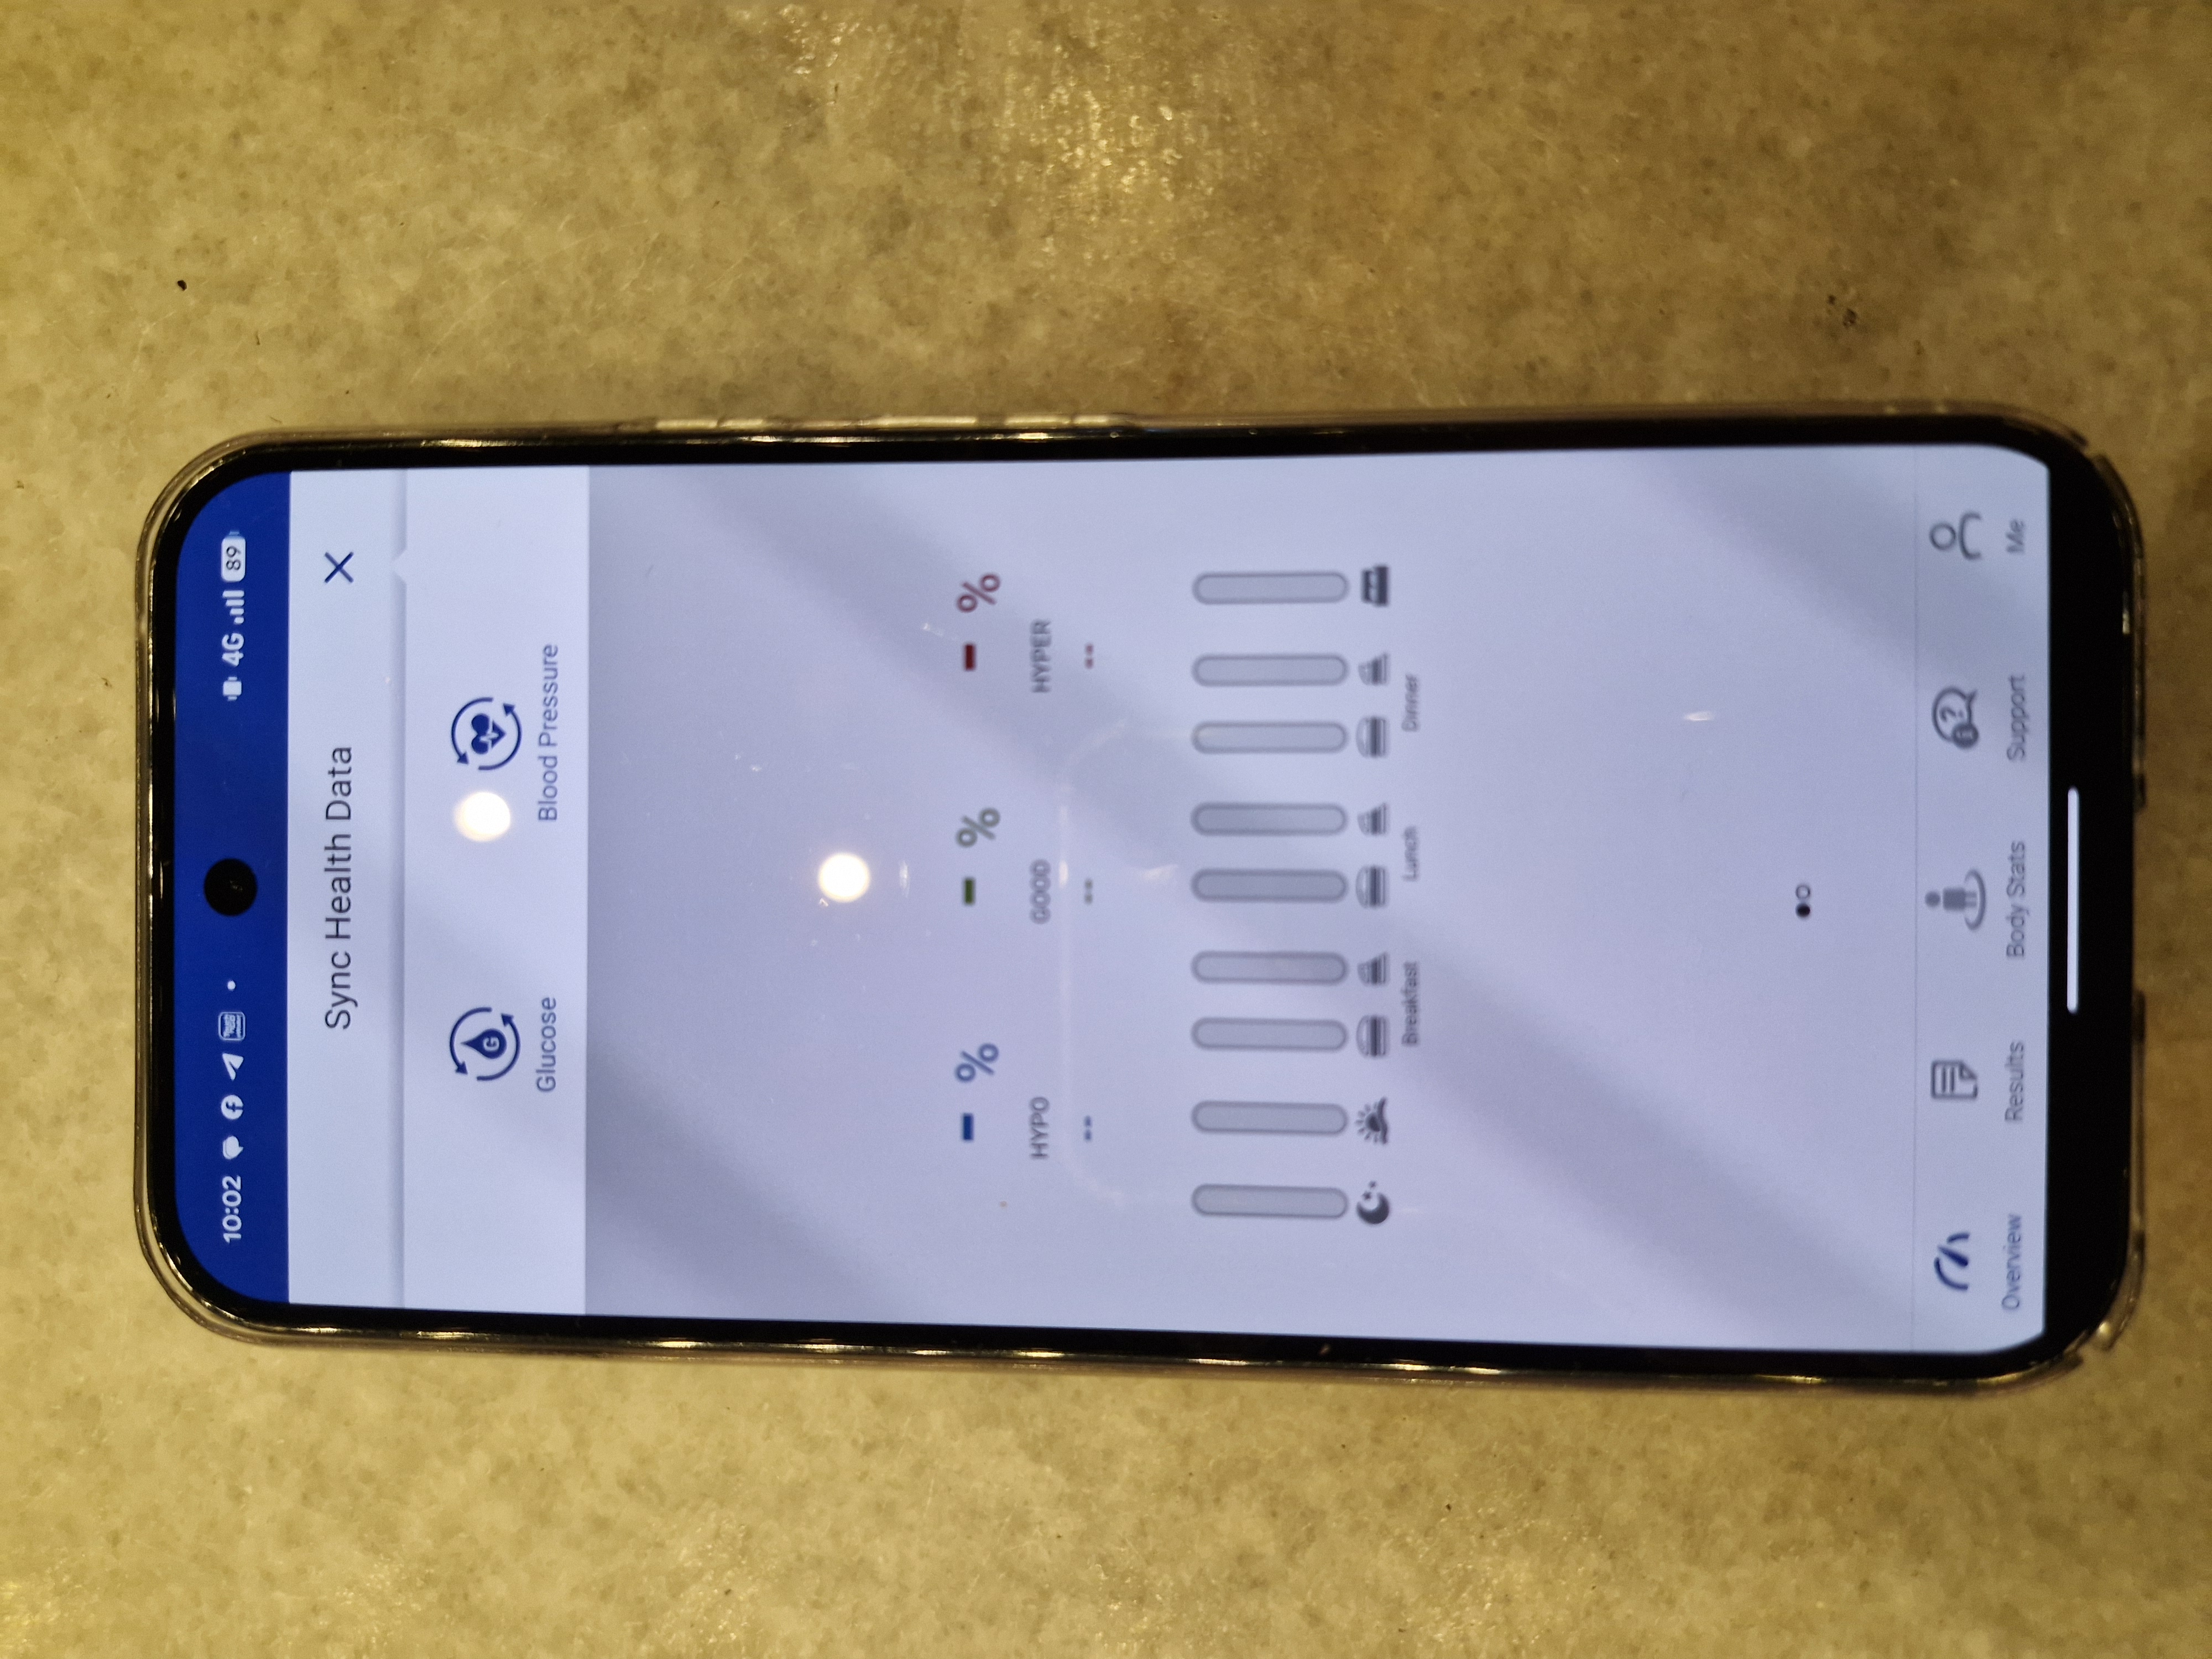 10:02 4G 89
Sync Health Data
G
Glucose Blood Pressure
- % - % - %
HYPO GOOD HYPER
-- -- --
Breakfast Lunch Dinner
Overview Results Body Stats Support Me